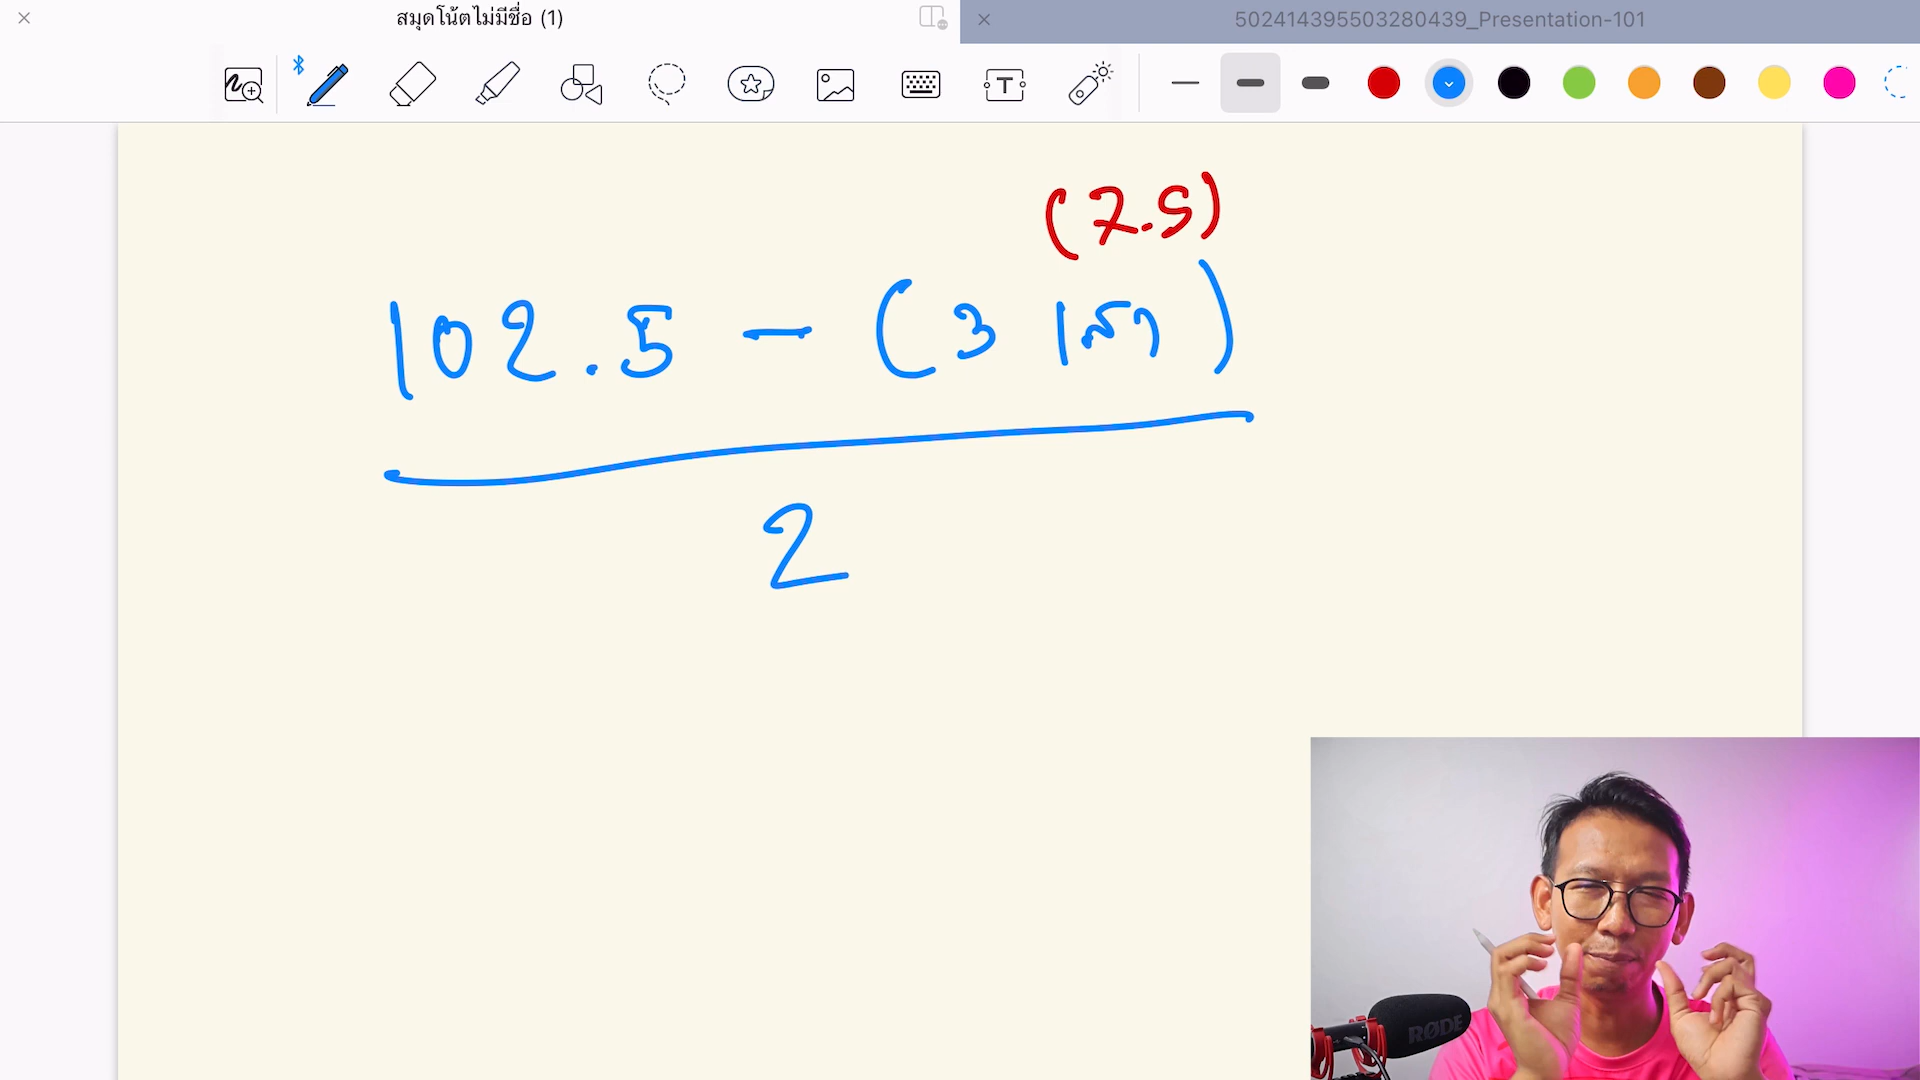 สมุดโน้ตไม่มีชื่อ (1)
502414395503280439_Presentation-101
T
(7.5)
102.5 - (3 เสา)
2
RØDE